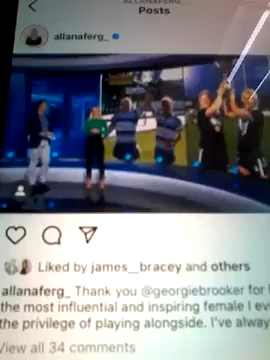 ALLANAFERG_
Posts
allanaferg_
Liked by james__bracey and others
allanaferg_ Thank you @georgiebrooker for
the most influential and inspiring female I
the privilege of playing alongside. I've
View all 34 comments